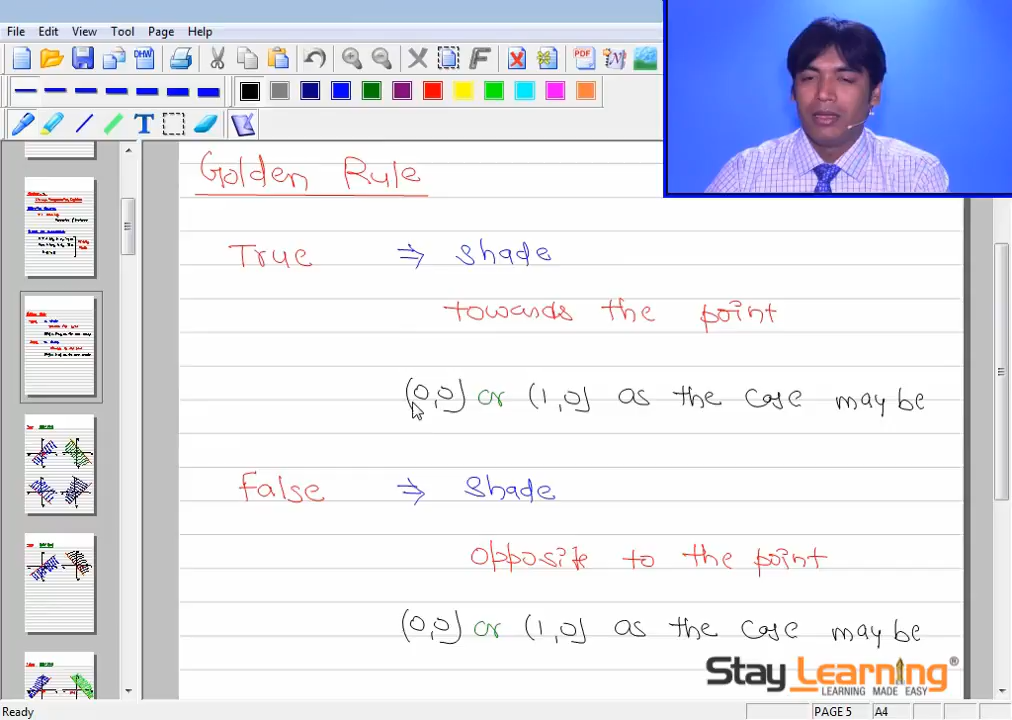 File Edit View Tool Page Help
DHW PDF
T
Golden Rule
True ⇒ Shade
towards the point
(0,0) or (1,0) as the case may be
False ⇒ Shade
opposite to the point
(0,0) or (1,0) as the case may be
Stay Learning®
LEARNING MADE EASY
Ready PAGE 5 A4